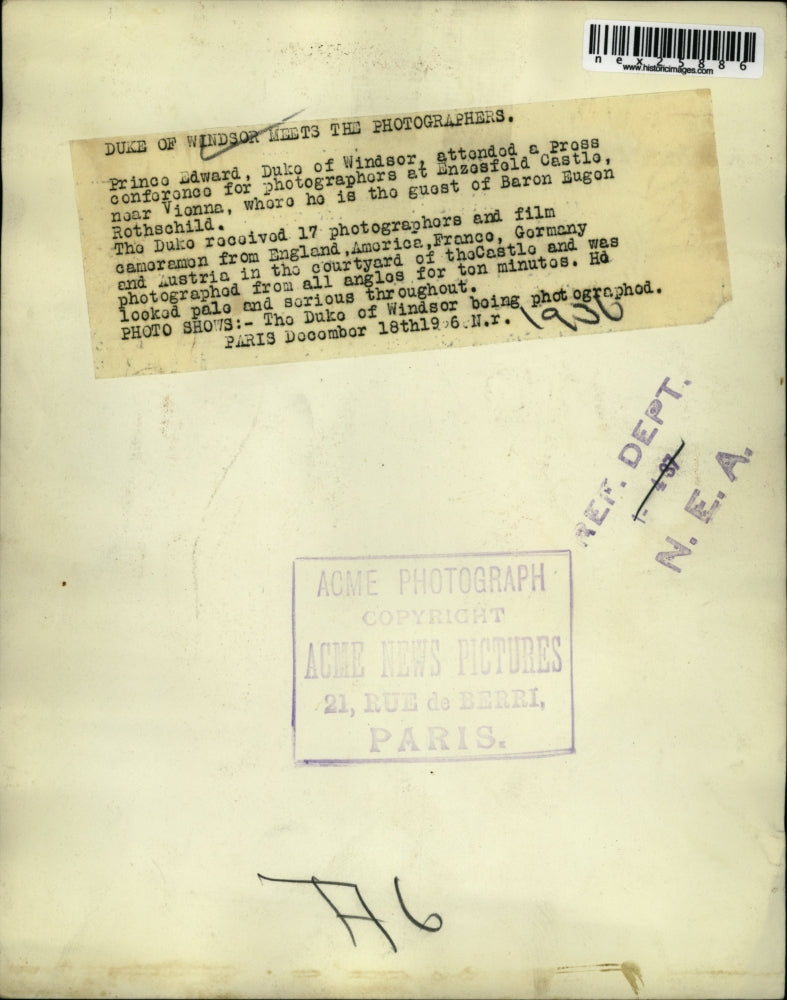 nex25886
www.historicimages.com
DUKE OF WINDSOR MEETS THE PHOTOGRAPHERS.
Prince Edward, Duke of Windsor, attended a Press
conference for photographers at Enzesfeld Castle,
near Vienna, where he is the guest of Baron Eugen
Rothschild.
The Duke received 17 photographers and film
cameramen from England,America,France, Germany
and Austria in the courtyard of theCastle and was
photographed from all angles for ten minutes. He
looked pale and serious throughout.
PHOTO SHOWS:- The Duke of Windsor being photographed.
PARIS December 18th1936.N.r.
1936
REF. DEPT.
N. E. A.
ACME PHOTOGRAPH
COPYRIGHT
ACME NEWS PICTURES
21, RUE de BERRI,
PARIS.